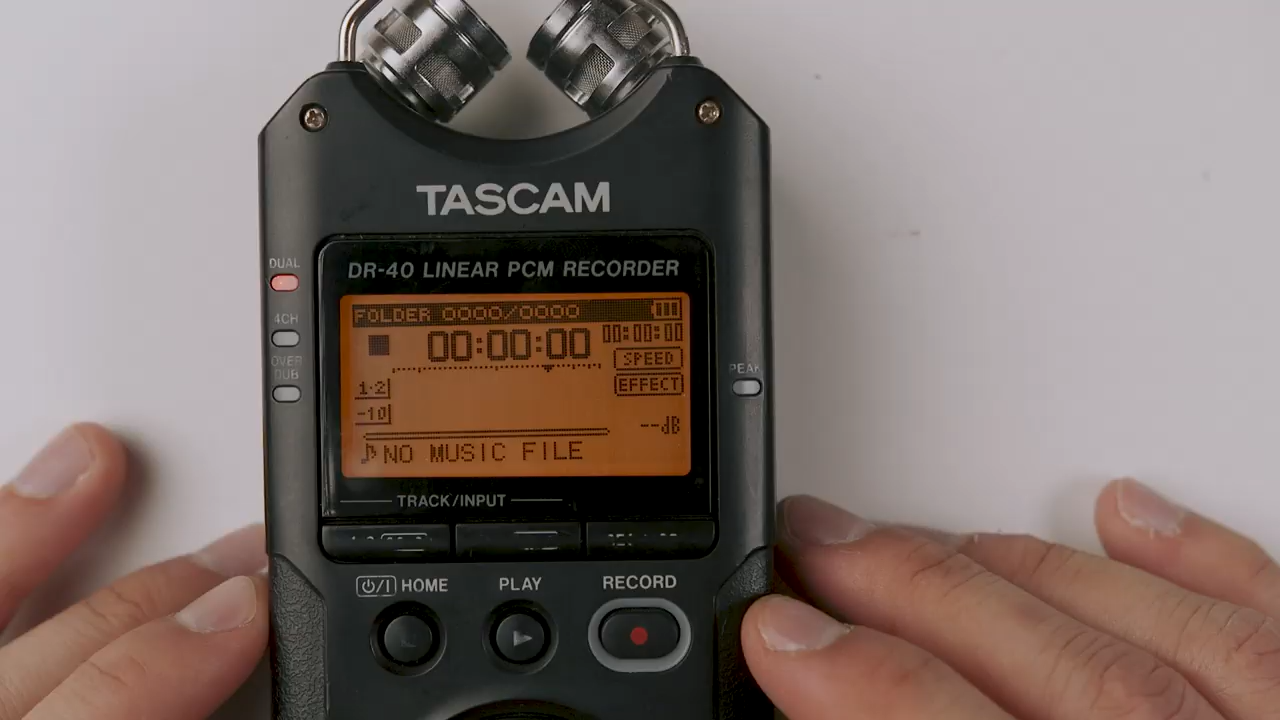 TASCAM
DR-40 LINEAR PCM RECORDER
DUAL
4CH
OVER
DUB
PEAK
FOLDER 0000/0000
00:00:00
00:00:00
SPEED
EFFECT
1·2
-10
--dB
NO MUSIC FILE
TRACK/INPUT
HOME
PLAY
RECORD